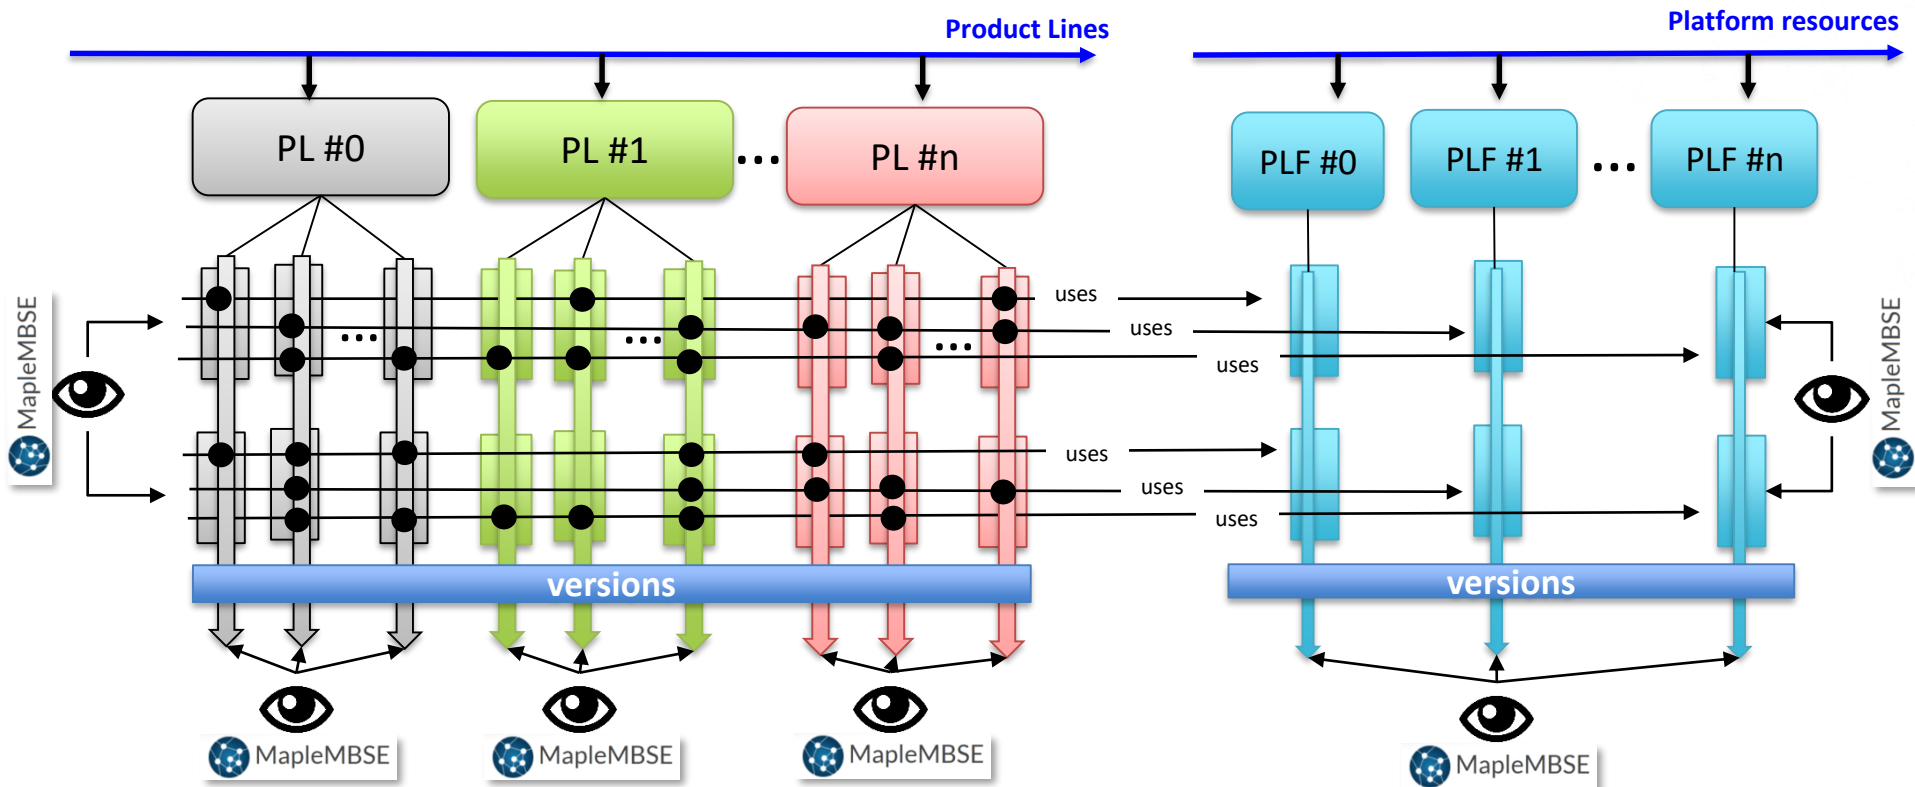 Product Lines
Platform resources
PL #0
PL #1
...
PL #n
PLF #0
PLF #1
...
PLF #n
MapleMBSE
...
...
...
uses
uses
uses
MapleMBSE
uses
uses
uses
versions
versions
MapleMBSE
MapleMBSE
MapleMBSE
MapleMBSE